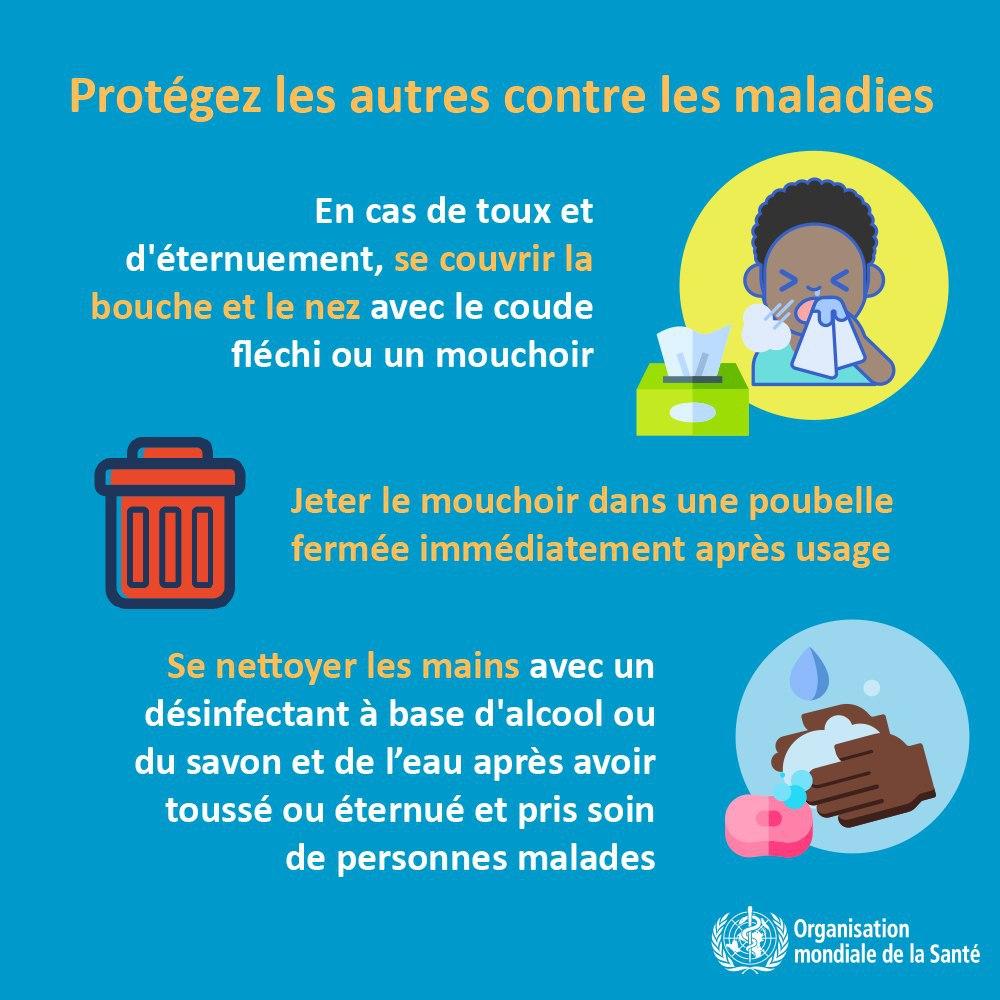 Protégez les autres contre les maladies
En cas de toux et
d'éternuement, se couvrir la
bouche et le nez avec le coude
fléchi ou un mouchoir
Jeter le mouchoir dans une poubelle
fermée immédiatement après usage
Se nettoyer les mains avec un
désinfectant à base d'alcool ou
du savon et de l’eau après avoir
toussé ou éternué et pris soin
de personnes malades
Organisation
mondiale de la Santé